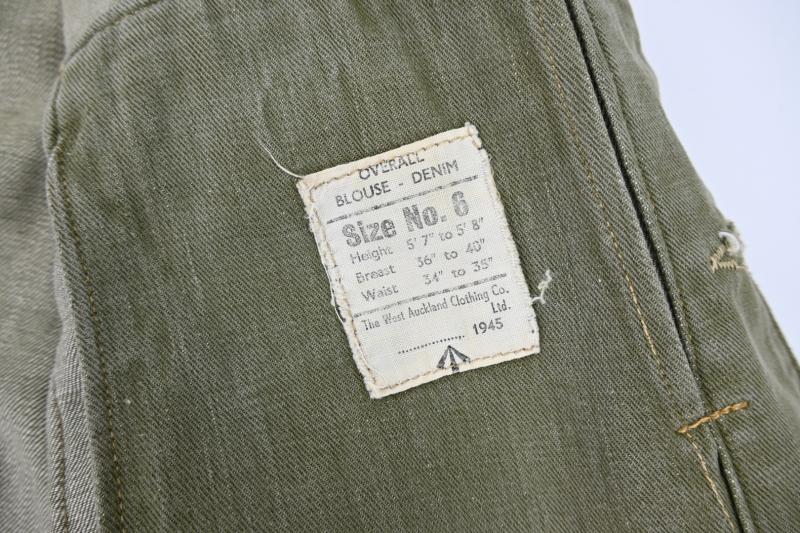 OVERALL
BLOUSE - DENIM
Size No. 6
Height 5' 7" to 5' 8"
Breast 36" to 40"
Waist 34" to 35"
The West Auckland Clothing Co.
Ltd.
1945